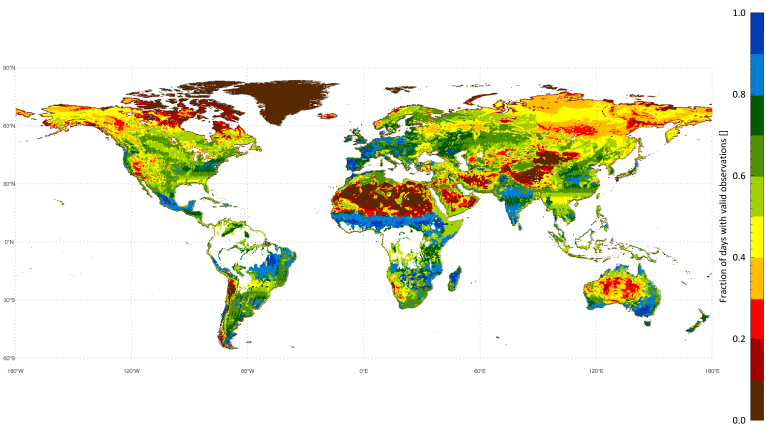 1.0
90°N
0.8
60°N
Fraction of days with valid observations []
0.6
30°N
0°N
0.4
30°S
0.2
60°S
180°W 120°W 60°W 0°E 60°E 120°E 180°E
0.0